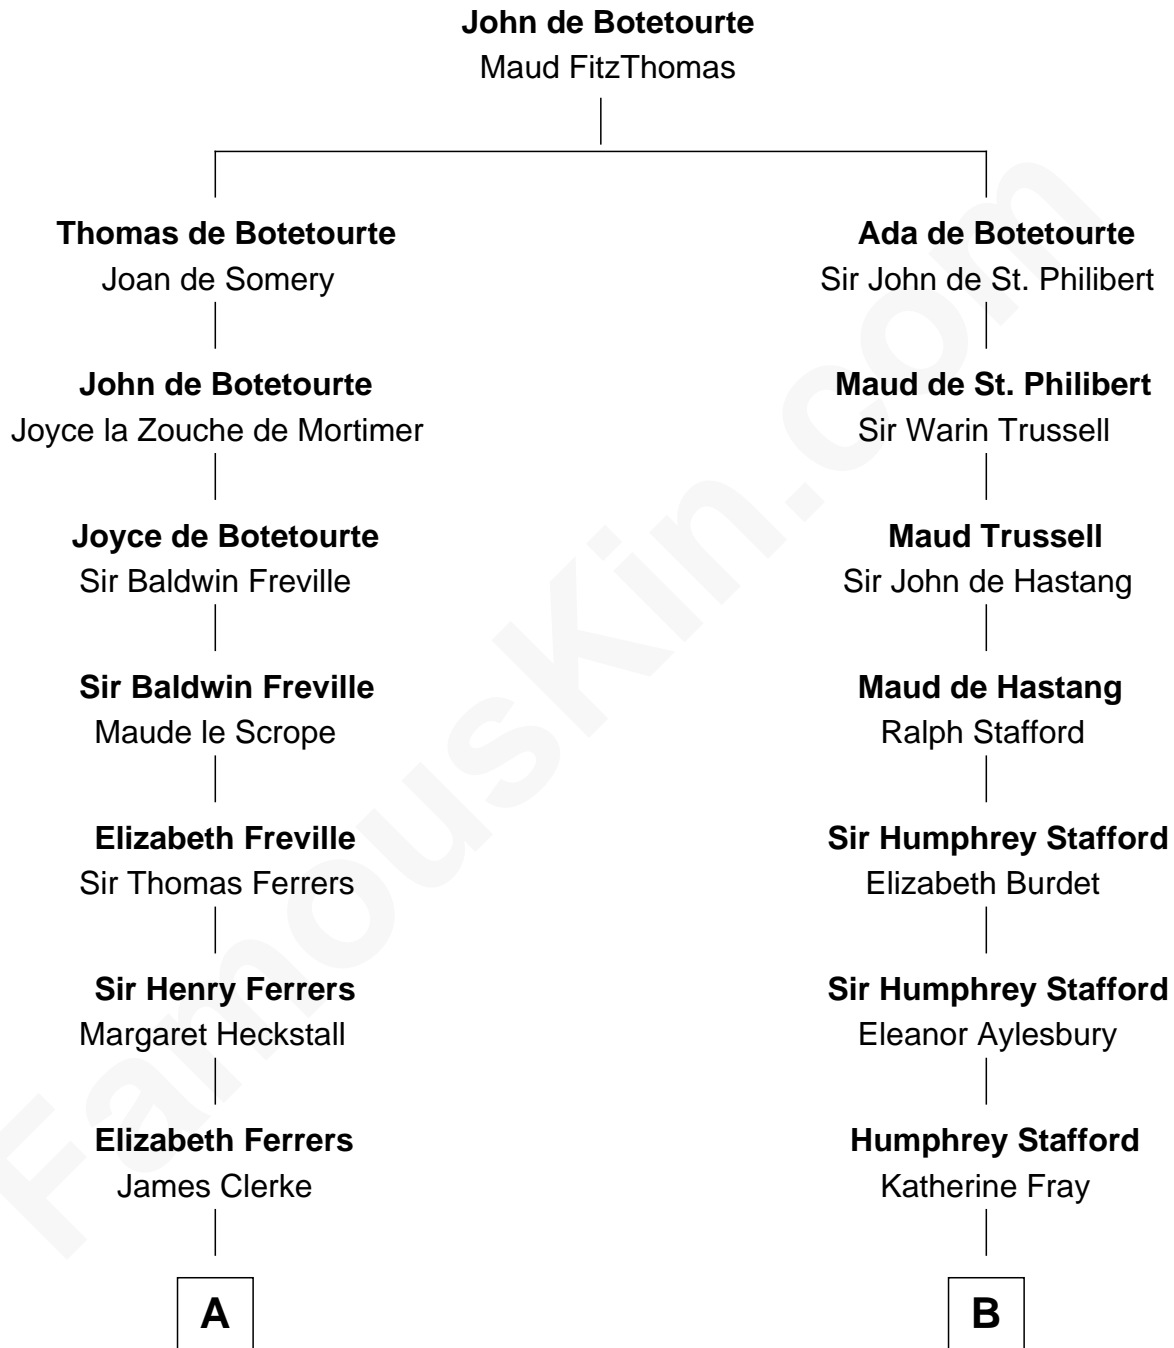 John de Botetourte
Maud FitzThomas
Thomas de Botetourte
Joan de Somery
John de Botetourte
Joyce la Zouche de Mortimer
Joyce de Botetourte
Sir Baldwin Freville
Sir Baldwin Freville
Maude le Scrope
Elizabeth Freville
Sir Thomas Ferrers
Sir Henry Ferrers
Margaret Heckstall
Elizabeth Ferrers
James Clerke
A
Ada de Botetourte
Sir John de St. Philibert
Maud de St. Philibert
Sir Warin Trussell
Maud Trussell
Sir John de Hastang
Maud de Hastang
Ralph Stafford
Sir Humphrey Stafford
Elizabeth Burdet
Sir Humphrey Stafford
Eleanor Aylesbury
Humphrey Stafford
Katherine Fray
B
FamousKin.com